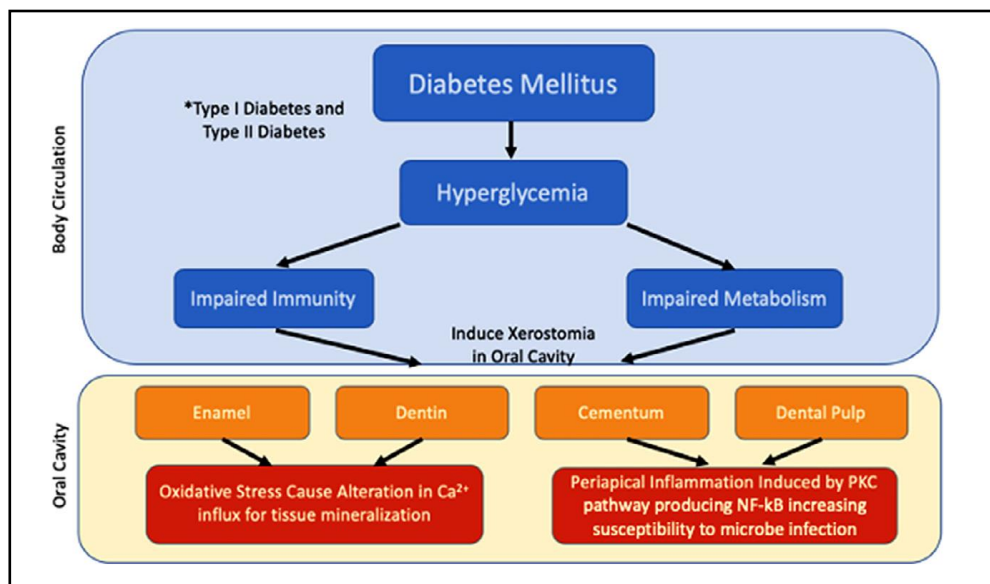 Diabetes Mellitus
*Type I Diabetes and
Type II Diabetes
Body Circulation
Hyperglycemia
Impaired Immunity
Impaired Metabolism
Induce Xerostomia
in Oral Cavity
Oral Cavity
Enamel
Dentin
Cementum
Dental Pulp
Oxidative Stress Cause Alteration in Ca²⁺
influx for tissue mineralization
Periapical Inflammation Induced by PKC
pathway producing NF-kB increasing
susceptibility to microbe infection